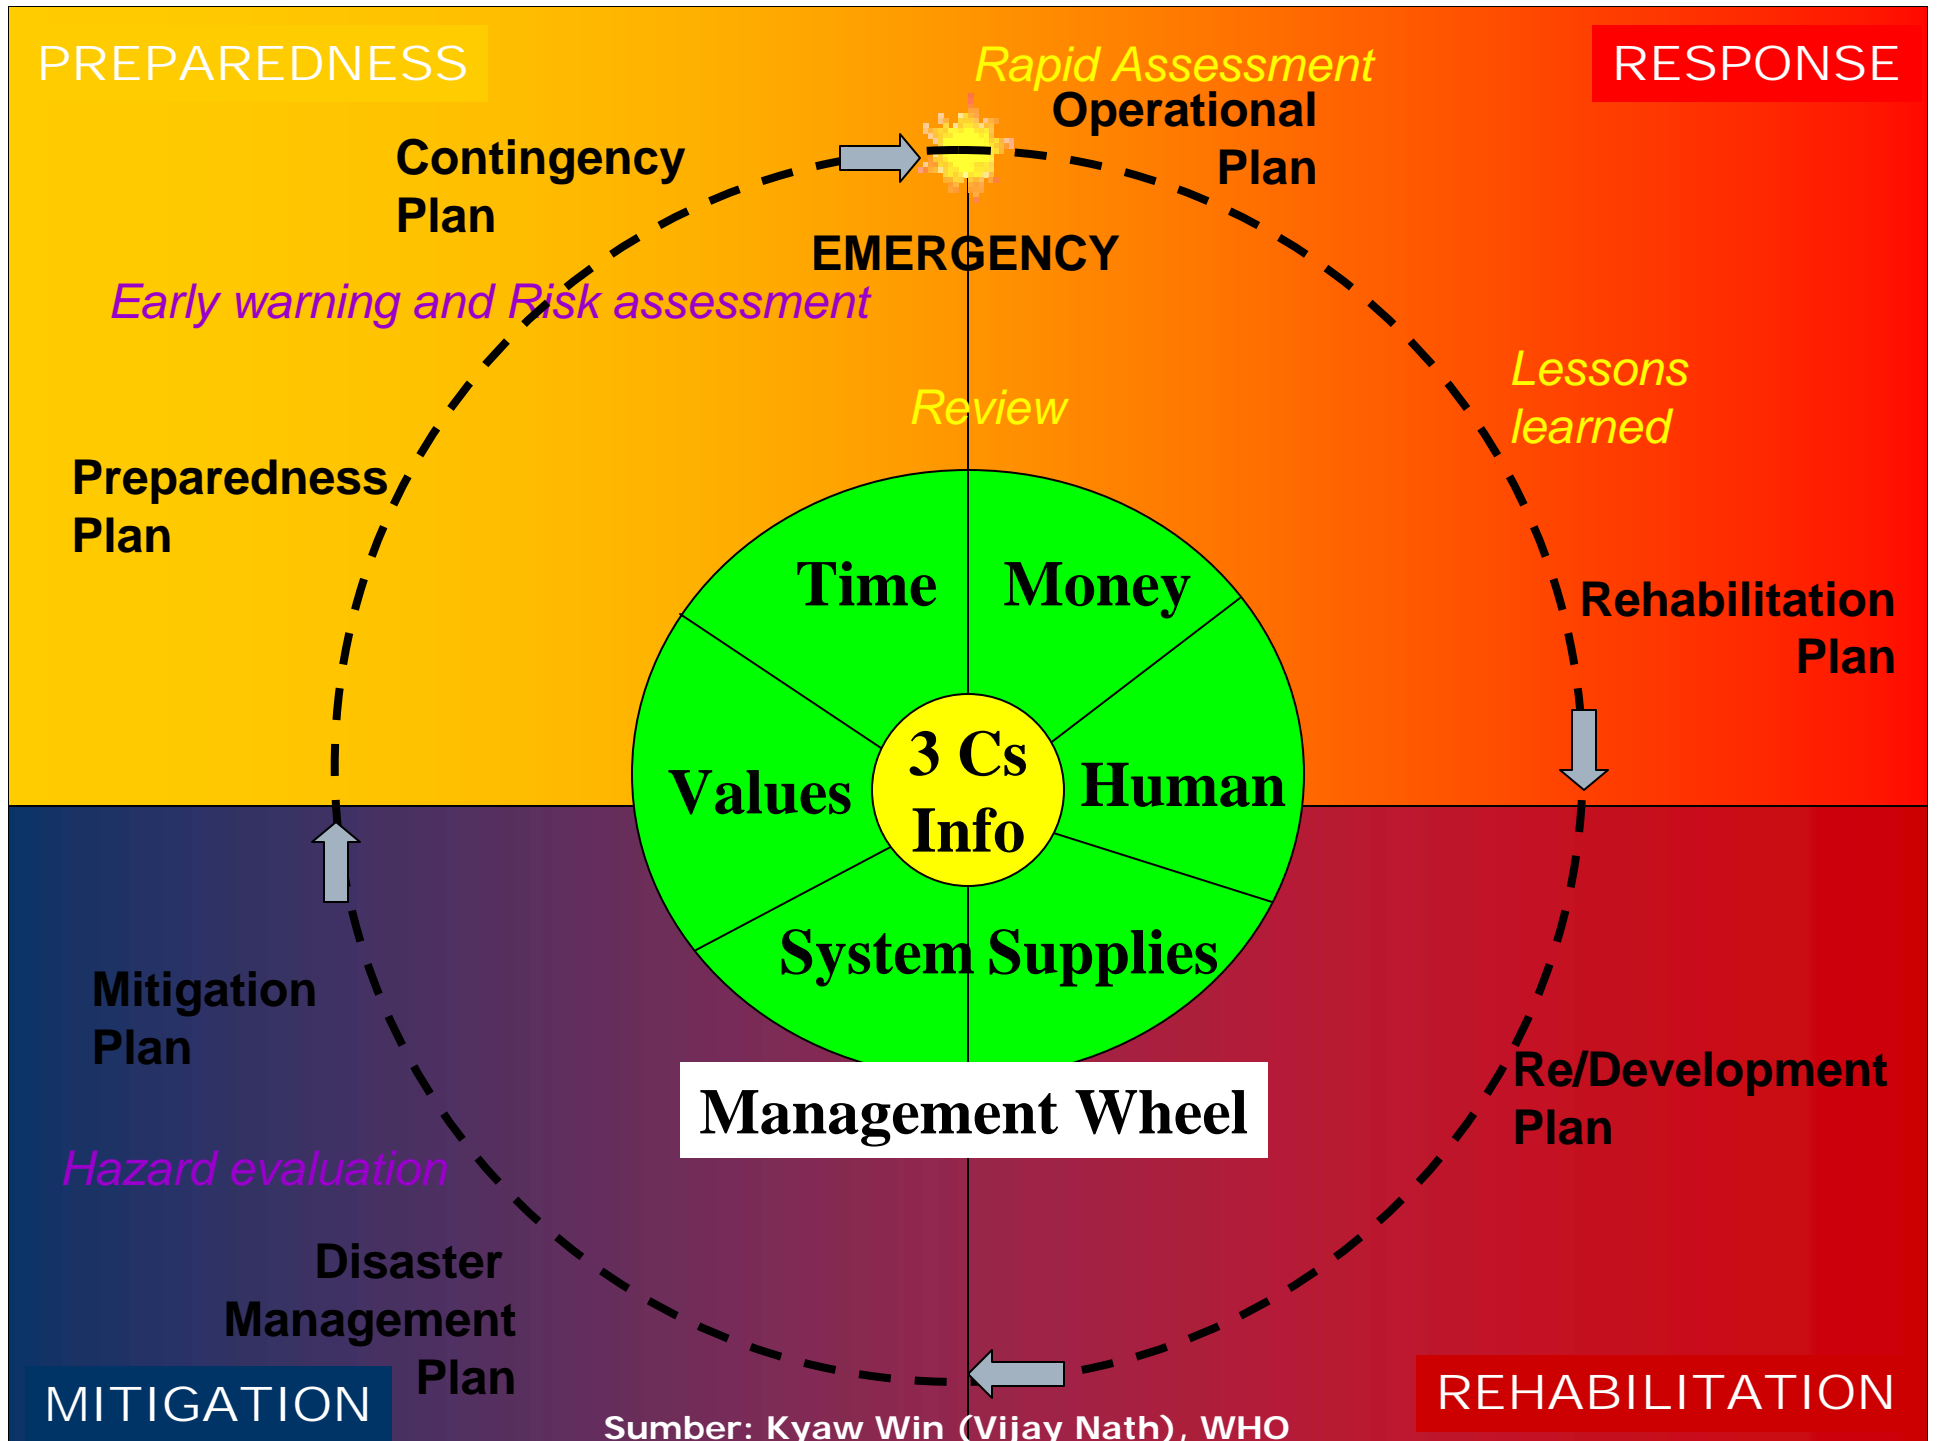 PREPAREDNESS
Rapid Assessment
RESPONSE
Operational
Plan
Contingency
Plan
EMERGENCY
Early warning and Risk assessment
Review
Lessons
learned
Preparedness
Plan
Time
Money
Rehabilitation
Plan
3 Cs
Info
Values
Human
System
Supplies
Mitigation
Plan
Management Wheel
Re/Development
Plan
Hazard evaluation
Disaster
Management
Plan
MITIGATION
REHABILITATION
Sumber: Kyaw Win (Vijay Nath), WHO